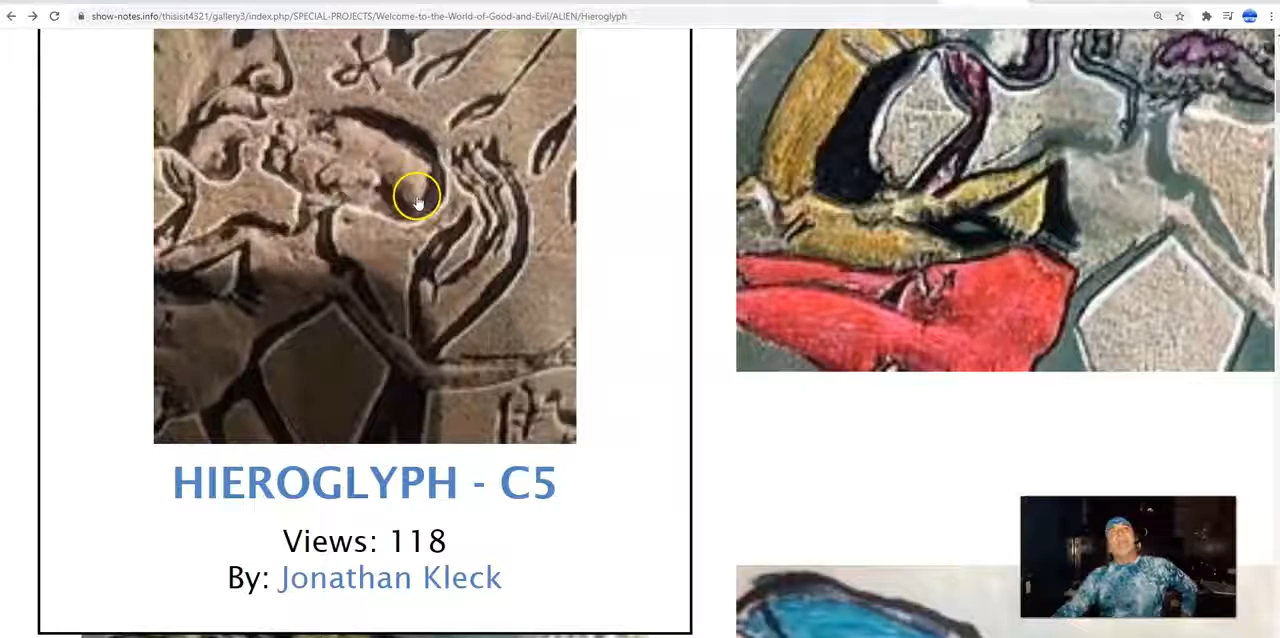 show-notes.info/thisisit4321/gallery3/index.php/SPECIAL-PROJECTS/Welcome-to-the-World-of-Good-and-Evil/ALIEN/Hieroglyph
HIEROGLYPH - C5
Views: 118
By: Jonathan Kleck